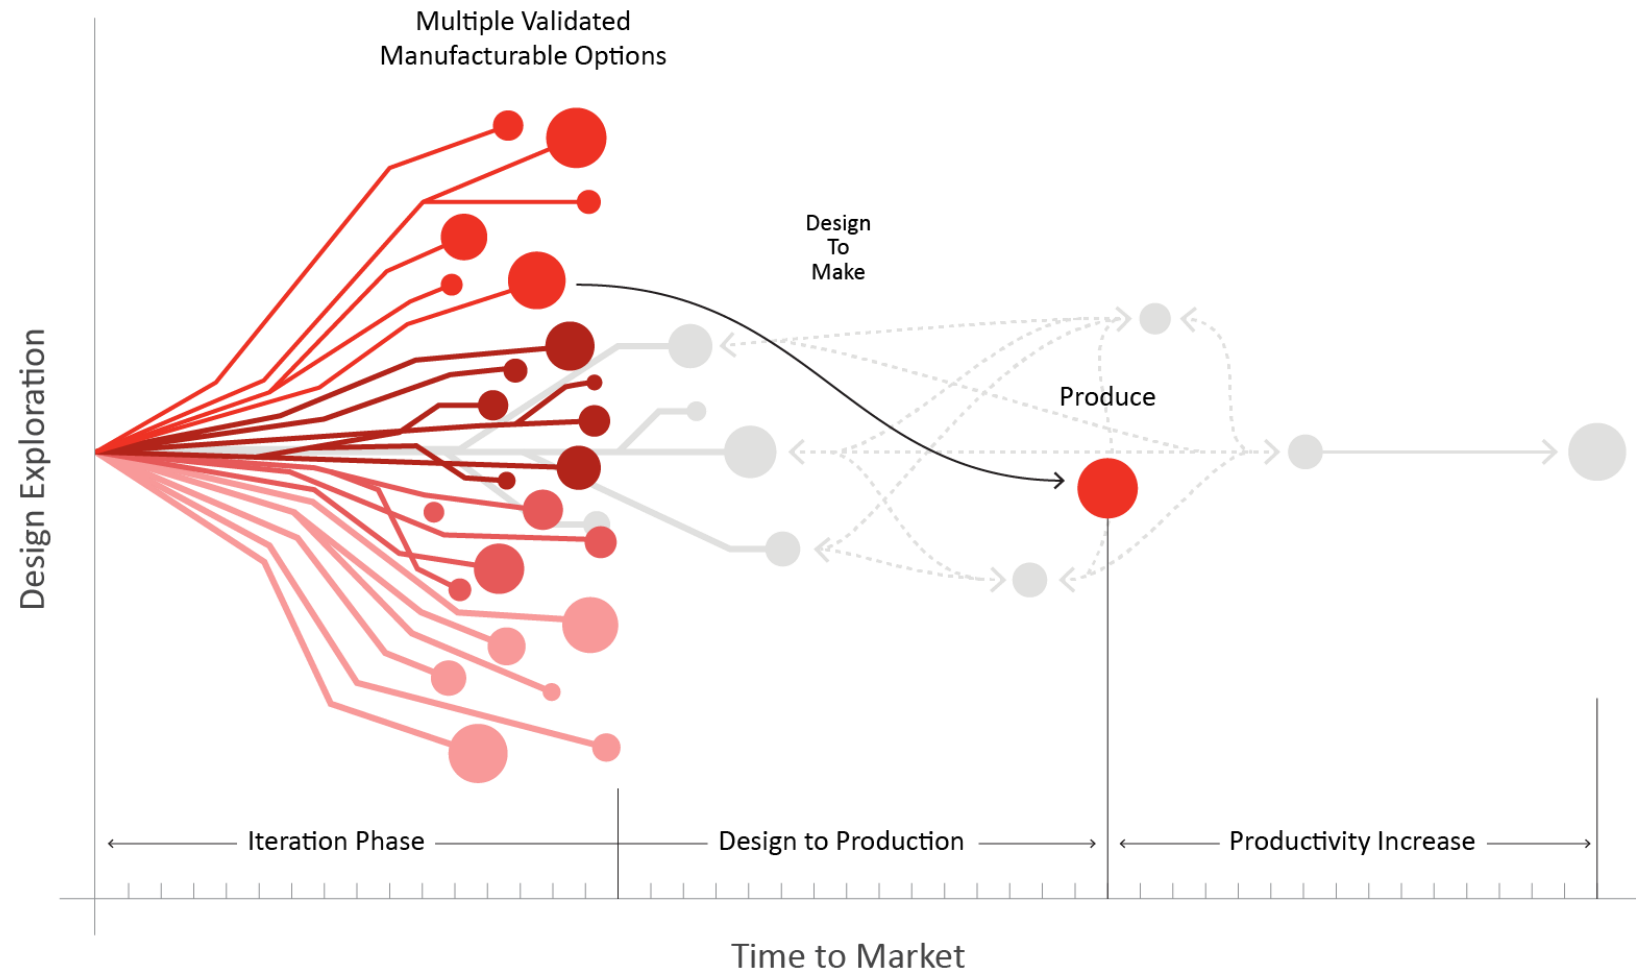 Multiple Validated
Manufacturable Options
Design
To
Make
Produce
Design Exploration
Iteration Phase
Design to Production
Productivity Increase
Time to Market